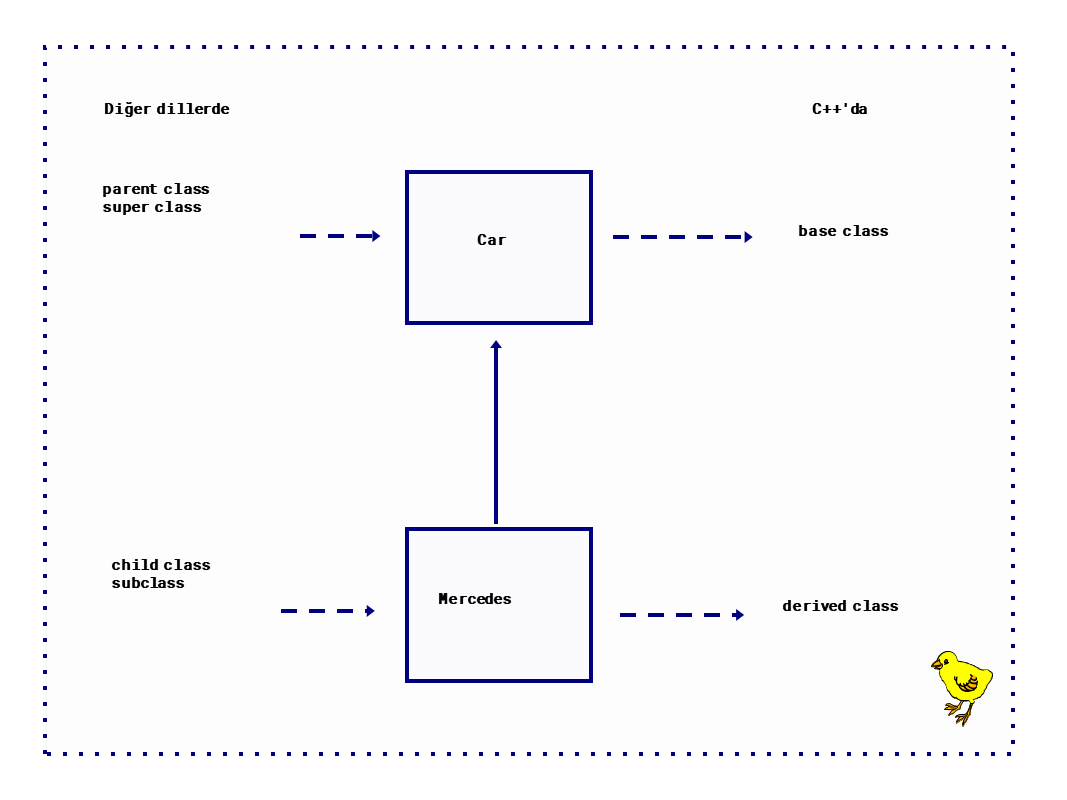 Diğer dillerde
C++'da
parent class
super class
Car
base class
child class
subclass
Mercedes
derived class